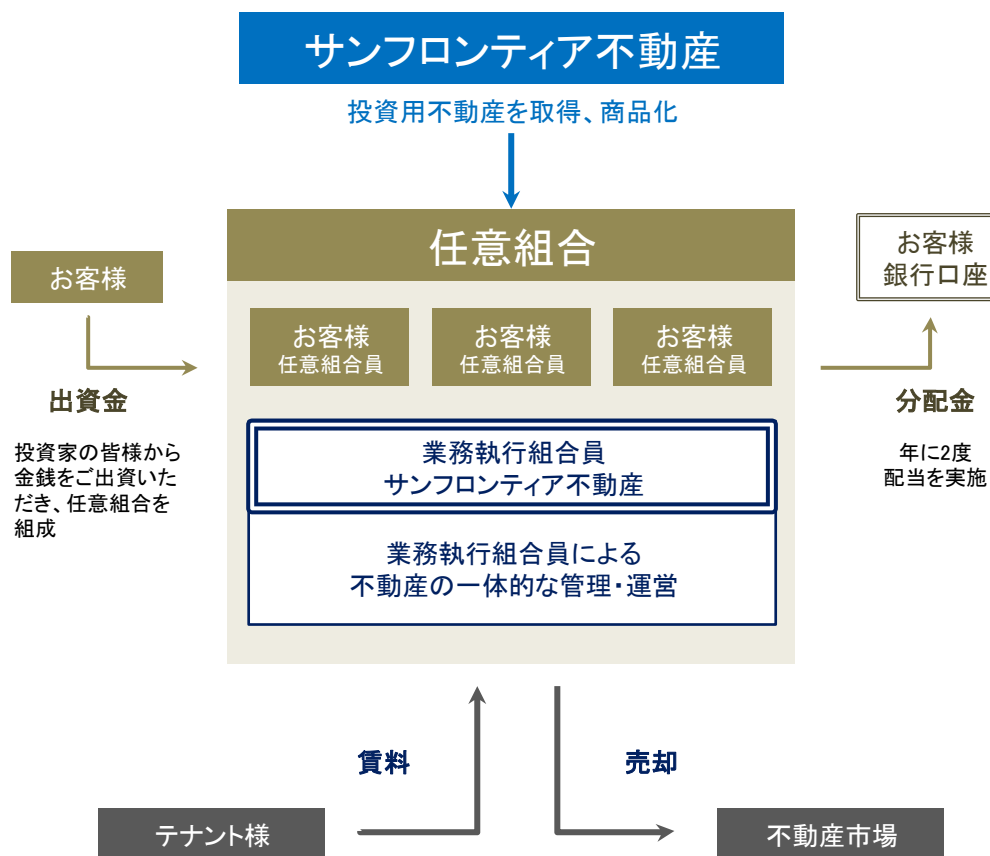 サンフロンティア不動産
投資用不動産を取得、商品化
任意組合
お客様
お客様
銀行口座
お客様
任意組合員
お客様
任意組合員
お客様
任意組合員
出資金
投資家の皆様から
金銭をご出資いた
だき、任意組合を
組成
分配金
年に2度
配当を実施
業務執行組合員
サンフロンティア不動産
業務執行組合員による
不動産の一体的な管理・運営
賃料
売却
テナント様
不動産市場